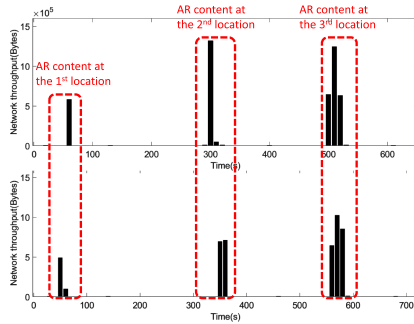 AR content at
the 1st location
AR content at
the 2nd location
AR content at
the 3rd location
×10⁵
Network throughput(Bytes)
15
10
5
0
0 100 200 300 400 500 600
Time(s)
Network throughput(Bytes)
15
10
5
0
0 100 200 300 400 500 600
Time(s)